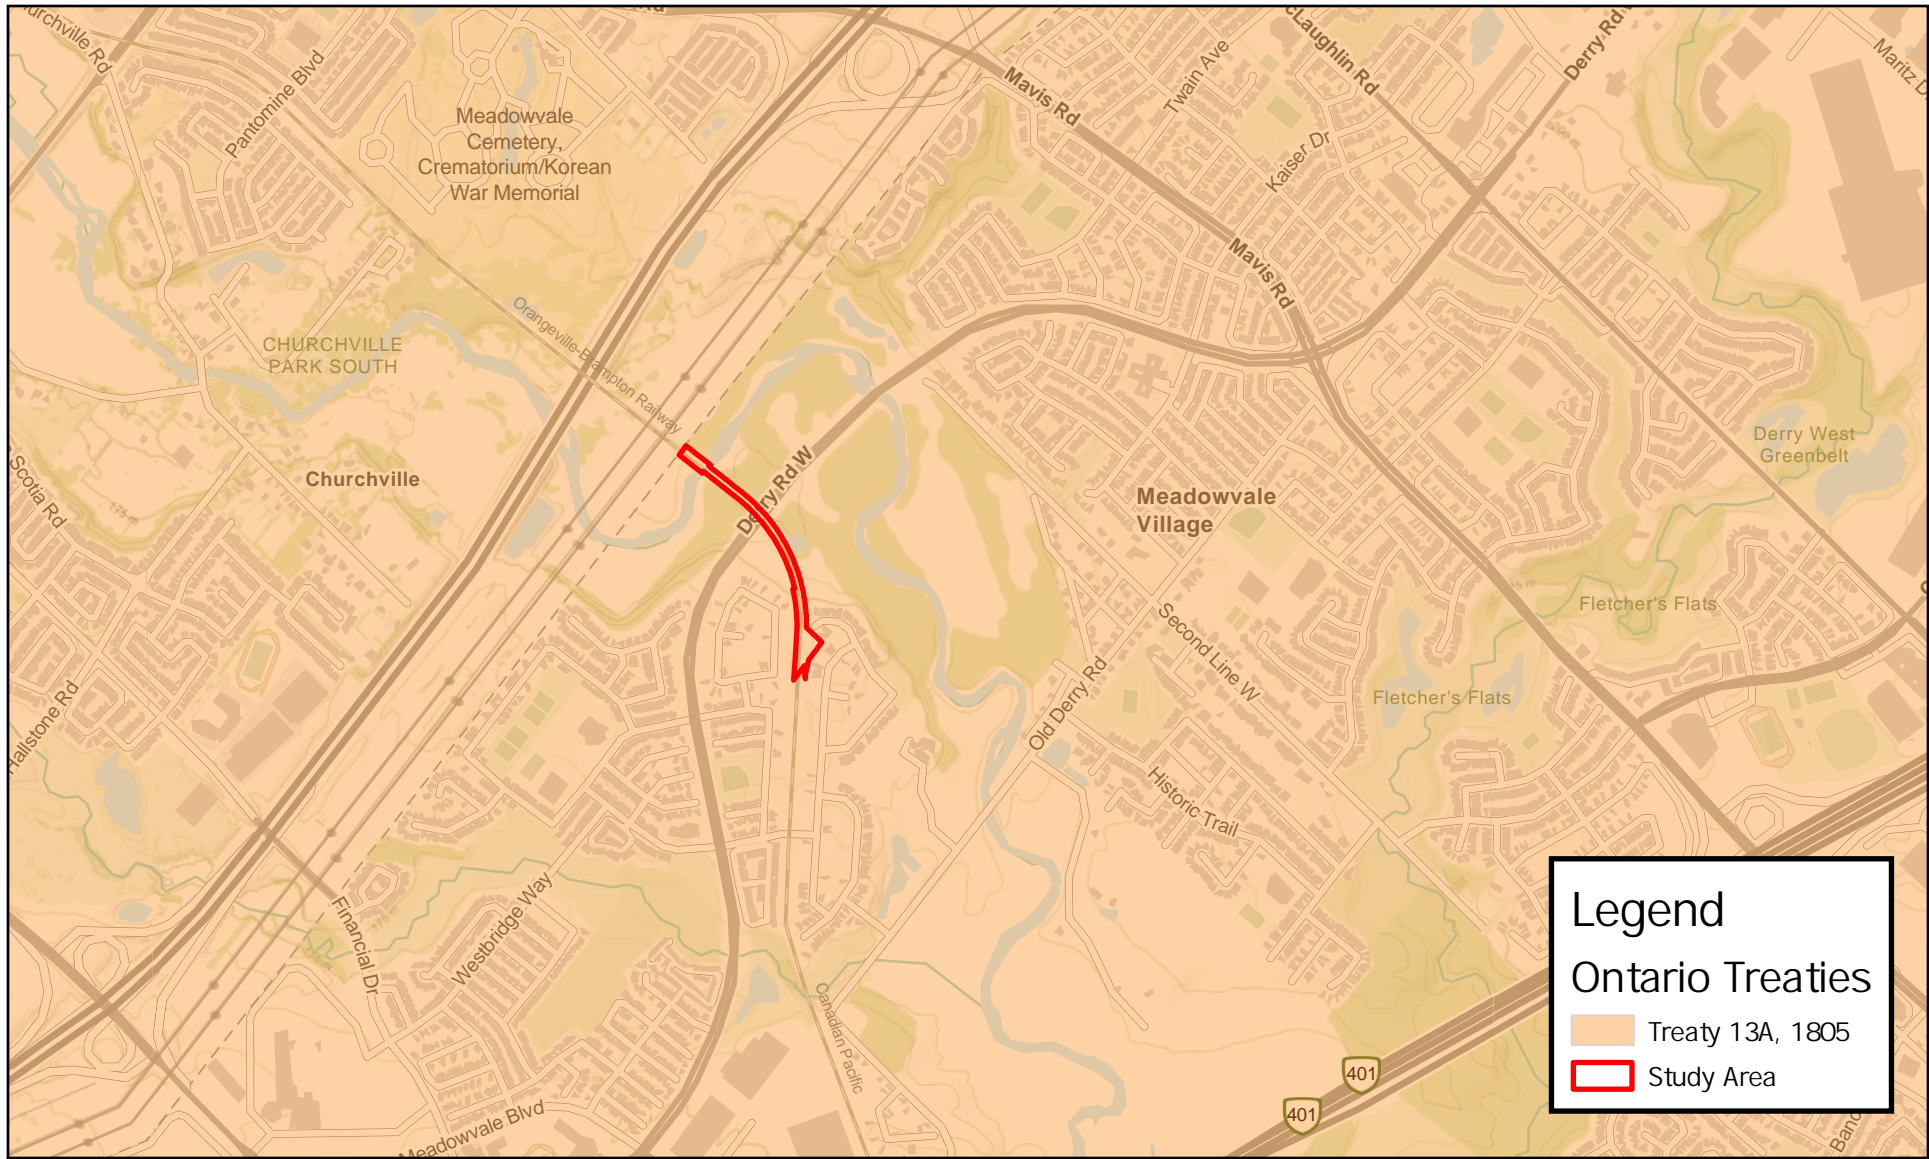 Churchville Rd
Pantomine Blvd
Meadowvale
Cemetery,
Crematorium/Korean
War Memorial
Mavis Rd
Twain Ave
McLaughlin Rd
Derry Rd W
Maritz D
Kaiser Dr
Mavis Rd
Orangeville-Brampton Railway
CHURCHVILLE
PARK SOUTH
Churchville
Scotia Rd
175 m
Derry Rd W
Meadowvale
Village
Derry West
Greenbelt
Fletcher's Flats
Fletcher's Flats
Second Line W
Old Derry Rd
Historic Trail
Hallstone Rd
Financial Dr
175 m
Westbridge Way
Canadian Pacific
Meadowvale Blvd
401
401
Legend
Ontario Treaties
Treaty 13A, 1805
Study Area